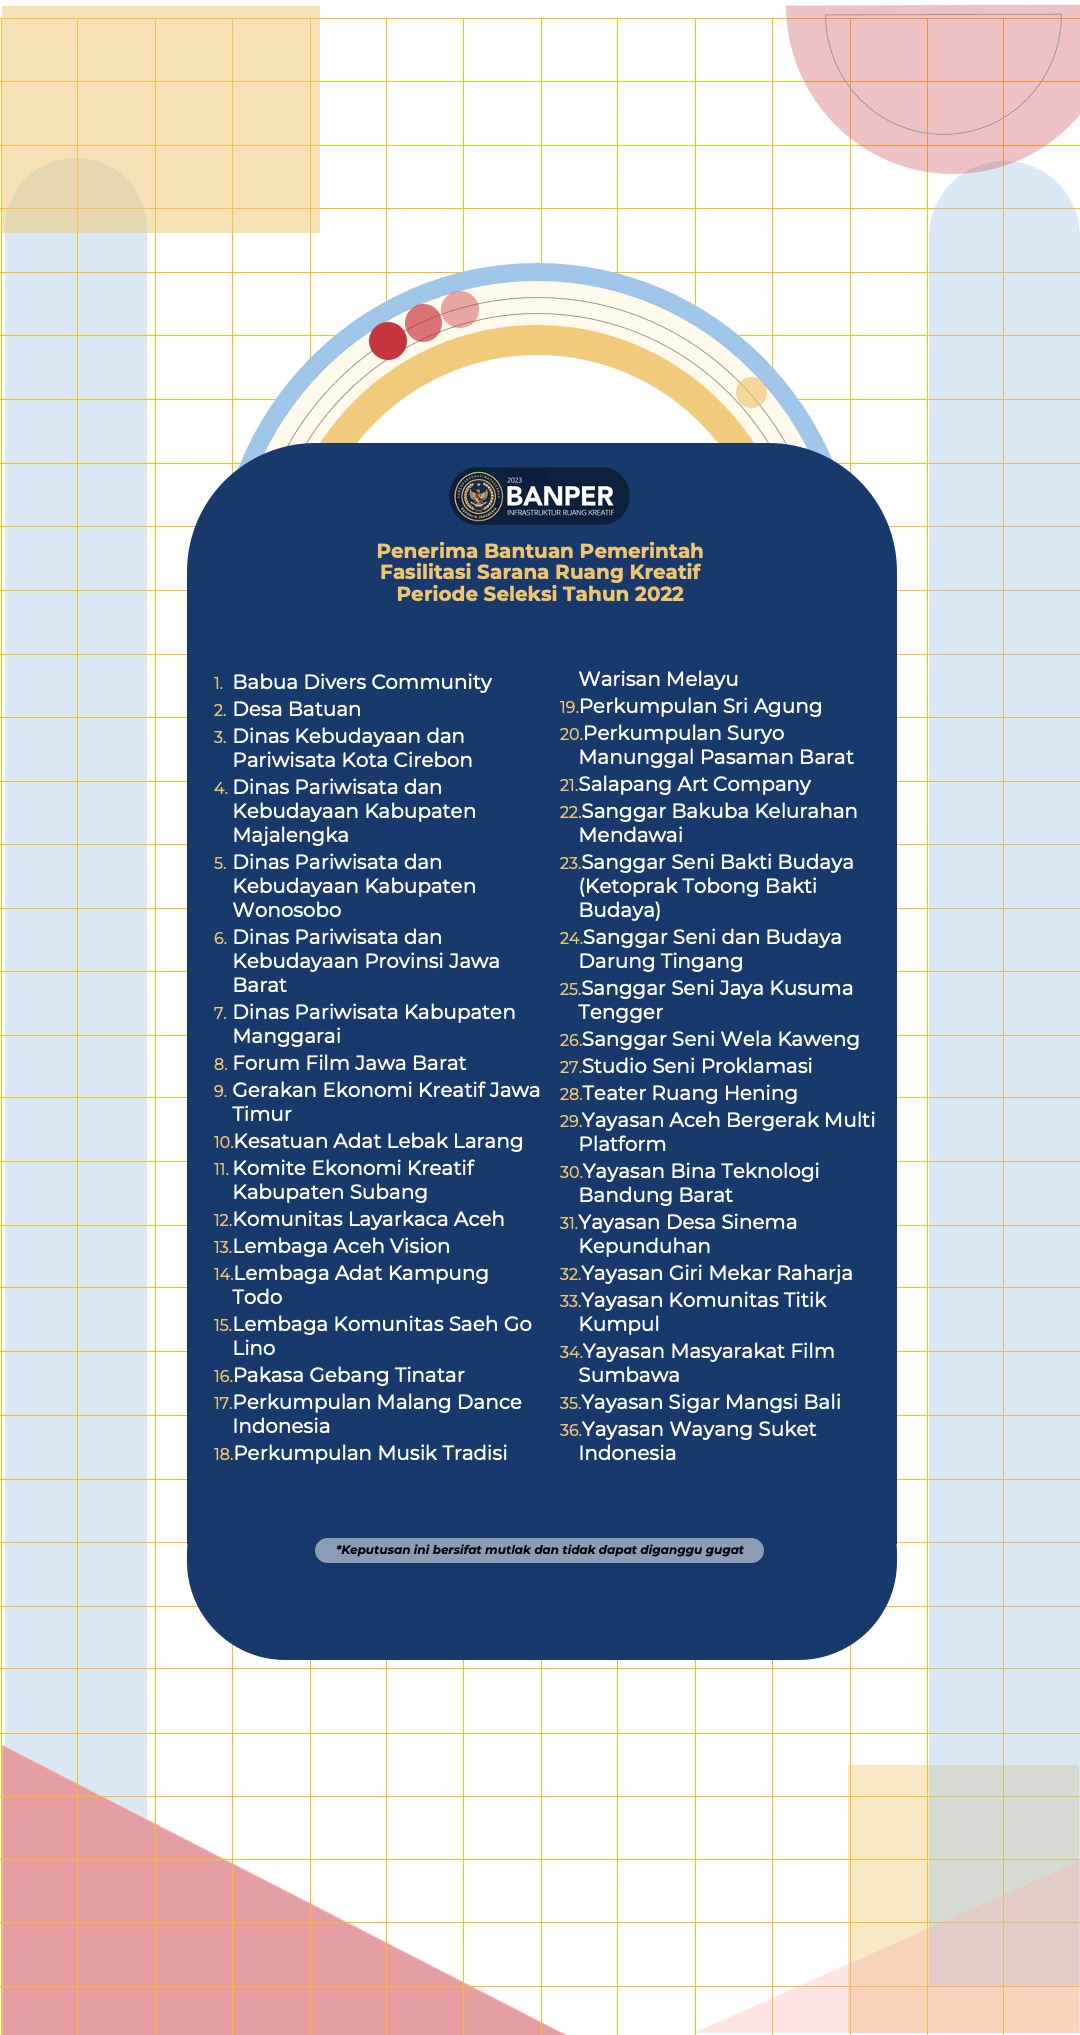 2023
BANPER
INFRASTRUKTUR RUANG KREATIF
Penerima Bantuan Pemerintah
Fasilitasi Sarana Ruang Kreatif
Periode Seleksi Tahun 2022
1. Babua Divers Community
2. Desa Batuan
3. Dinas Kebudayaan dan
Pariwisata Kota Cirebon
4. Dinas Pariwisata dan
Kebudayaan Kabupaten
Majalengka
5. Dinas Pariwisata dan
Kebudayaan Kabupaten
Wonosobo
6. Dinas Pariwisata dan
Kebudayaan Provinsi Jawa
Barat
7. Dinas Pariwisata Kabupaten
Manggarai
8. Forum Film Jawa Barat
9. Gerakan Ekonomi Kreatif Jawa
Timur
10. Kesatuan Adat Lebak Larang
11. Komite Ekonomi Kreatif
Kabupaten Subang
12. Komunitas Layarkaca Aceh
13. Lembaga Aceh Vision
14. Lembaga Adat Kampung
Todo
15. Lembaga Komunitas Saeh Go
Lino
16. Pakasa Gebang Tinatar
17. Perkumpulan Malang Dance
Indonesia
18. Perkumpulan Musik Tradisi
Warisan Melayu
19. Perkumpulan Sri Agung
20. Perkumpulan Suryo
Manunggal Pasaman Barat
21. Salapang Art Company
22. Sanggar Bakuba Kelurahan
Mendawai
23. Sanggar Seni Bakti Budaya
(Ketoprak Tobong Bakti
Budaya)
24. Sanggar Seni dan Budaya
Darung Tingang
25. Sanggar Seni Jaya Kusuma
Tengger
26. Sanggar Seni Wela Kaweng
27. Studio Seni Proklamasi
28. Teater Ruang Hening
29. Yayasan Aceh Bergerak Multi
Platform
30. Yayasan Bina Teknologi
Bandung Barat
31. Yayasan Desa Sinema
Kepunduhan
32. Yayasan Giri Mekar Raharja
33. Yayasan Komunitas Titik
Kumpul
34. Yayasan Masyarakat Film
Sumbawa
35. Yayasan Sigar Mangsi Bali
36. Yayasan Wayang Suket
Indonesia
*Keputusan ini bersifat mutlak dan tidak dapat diganggu gugat